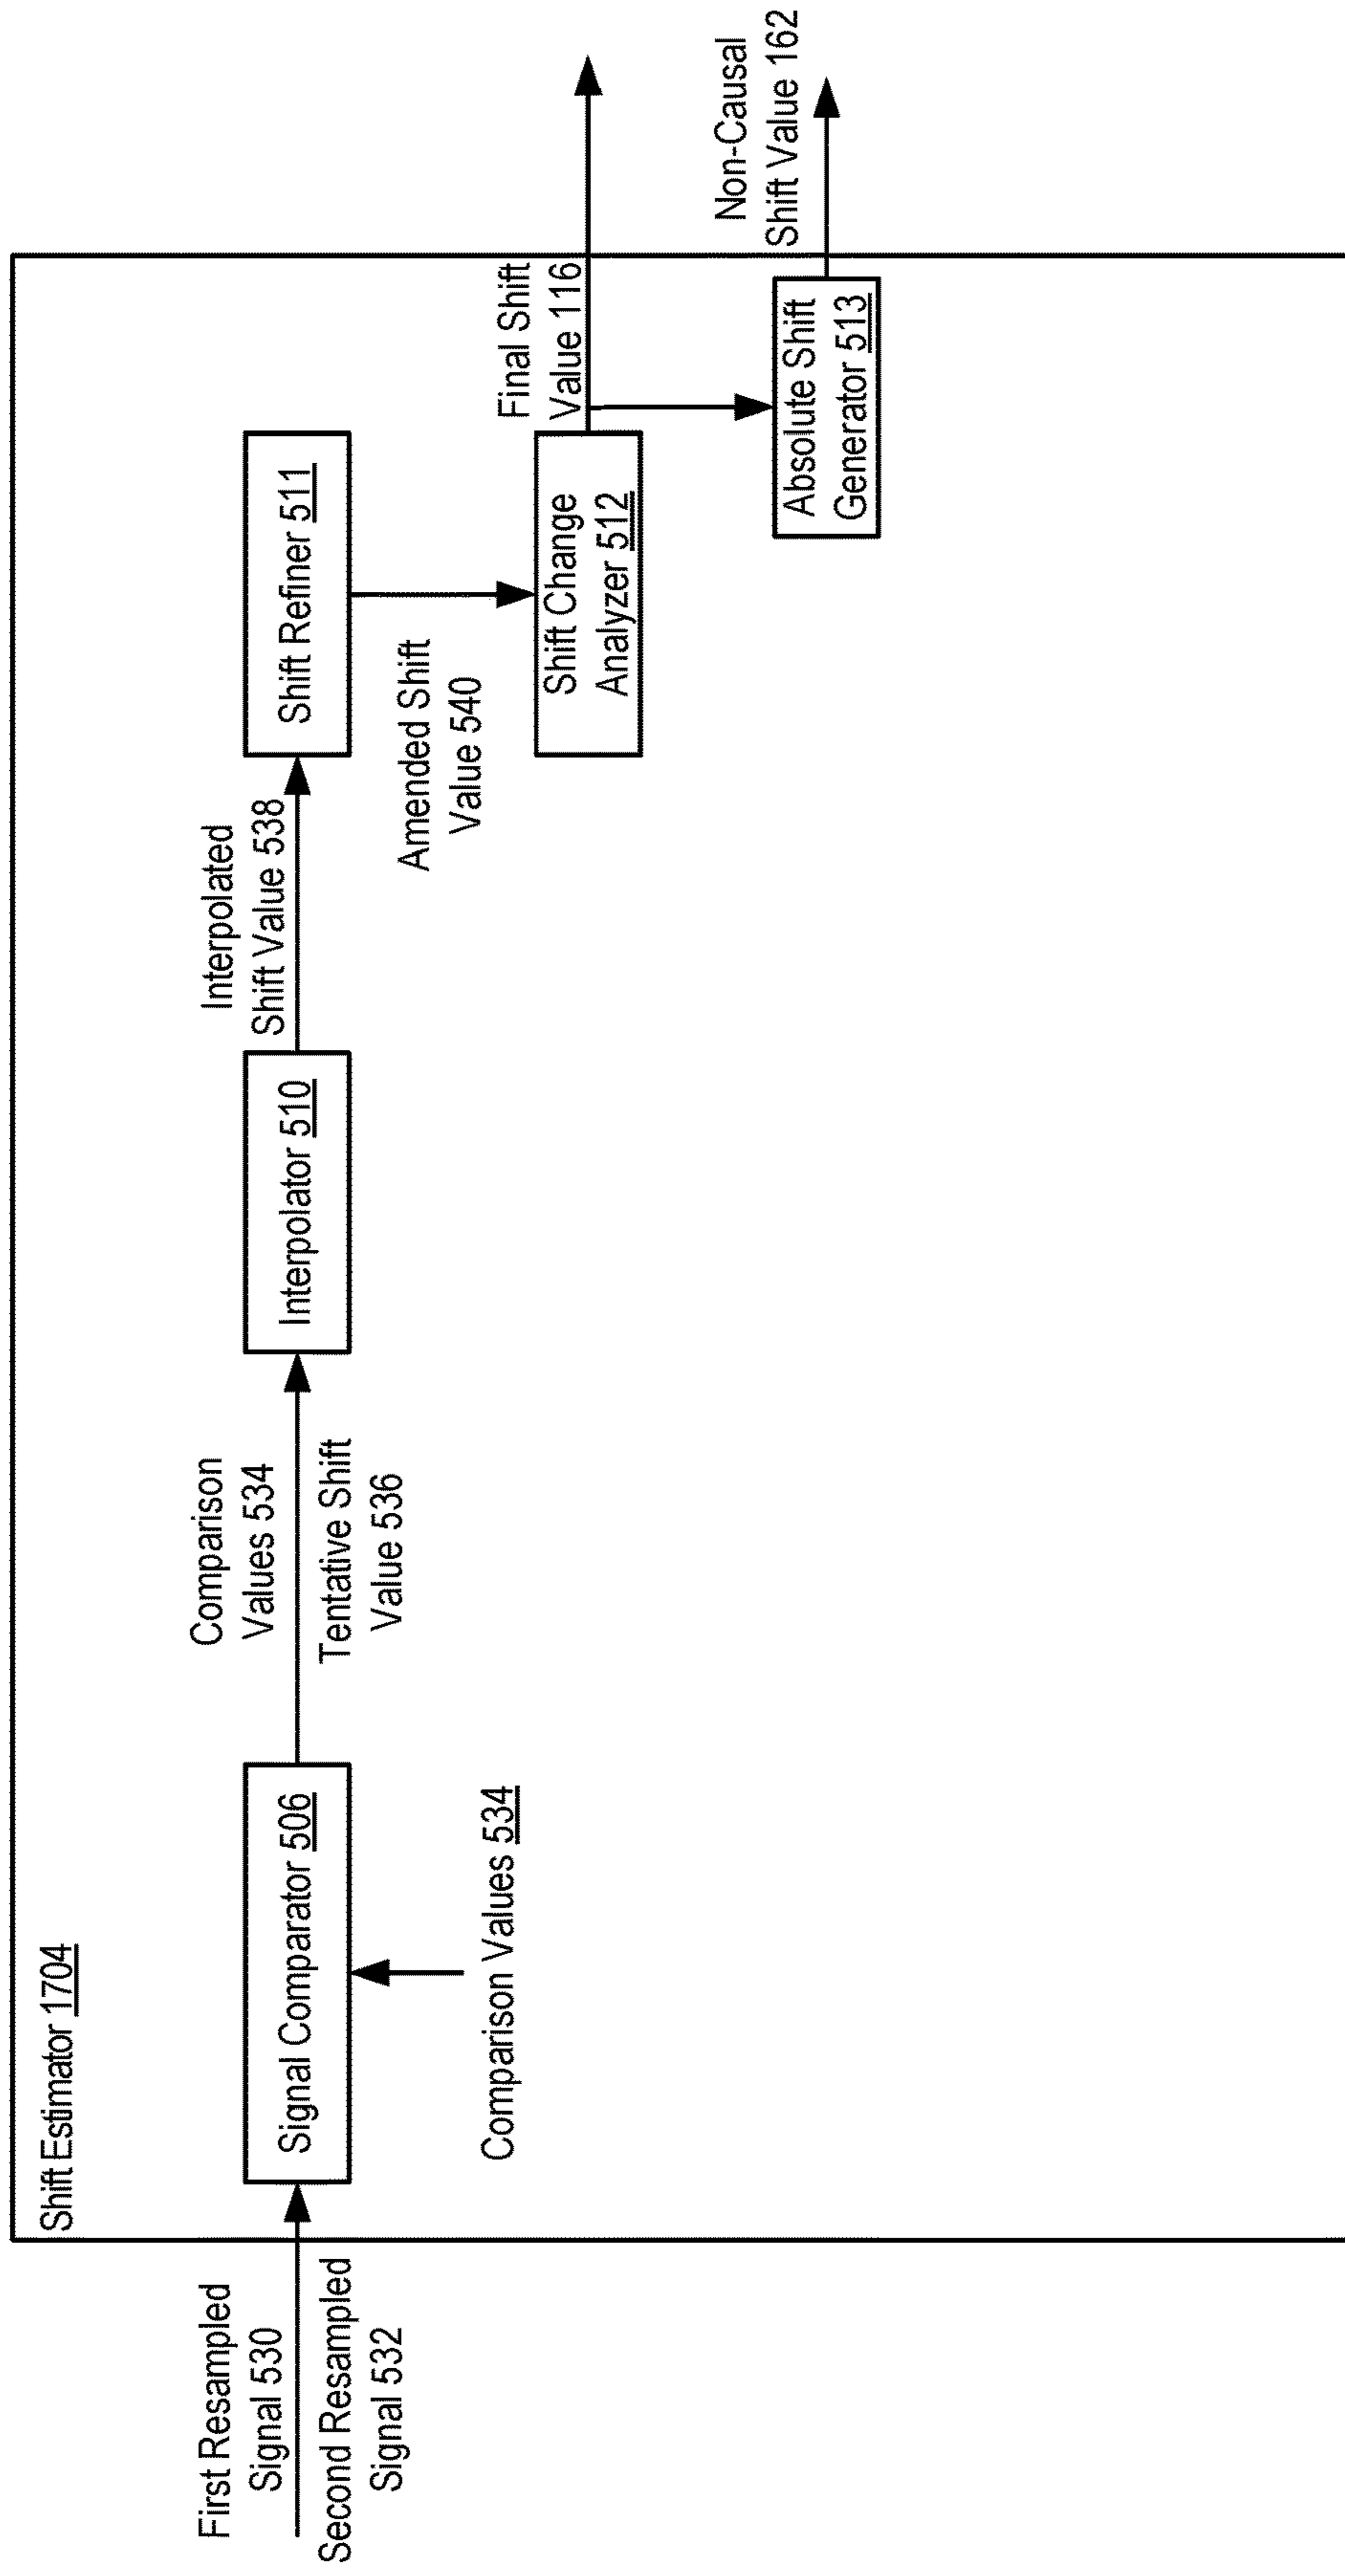 Shift Estimator 1704
First Resampled
Signal 530
Second Resampled
Signal 532
Signal Comparator 506
Comparison Values 534
Comparison
Values 534
Tentative Shift
Value 536
Interpolator 510
Interpolated
Shift Value 538
Shift Refiner 511
Amended Shift
Value 540
Shift Change
Analyzer 512
Final Shift
Value 116
Absolute Shift
Generator 513
Non-Causal
Shift Value 162